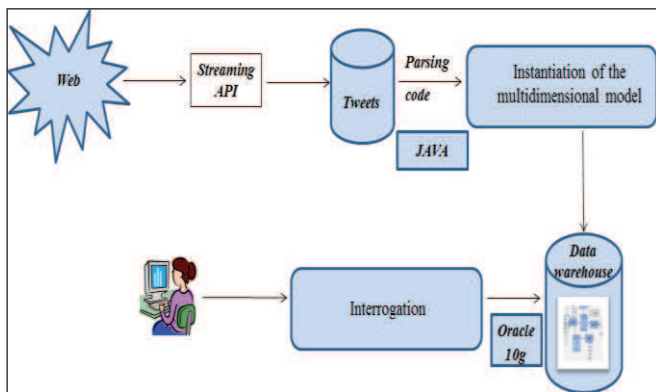 Web
Streaming
API
Tweets
Parsing
code
JAVA
Instantiation of the
multidimensional model
Interrogation
Oracle
10g
Data
warehouse